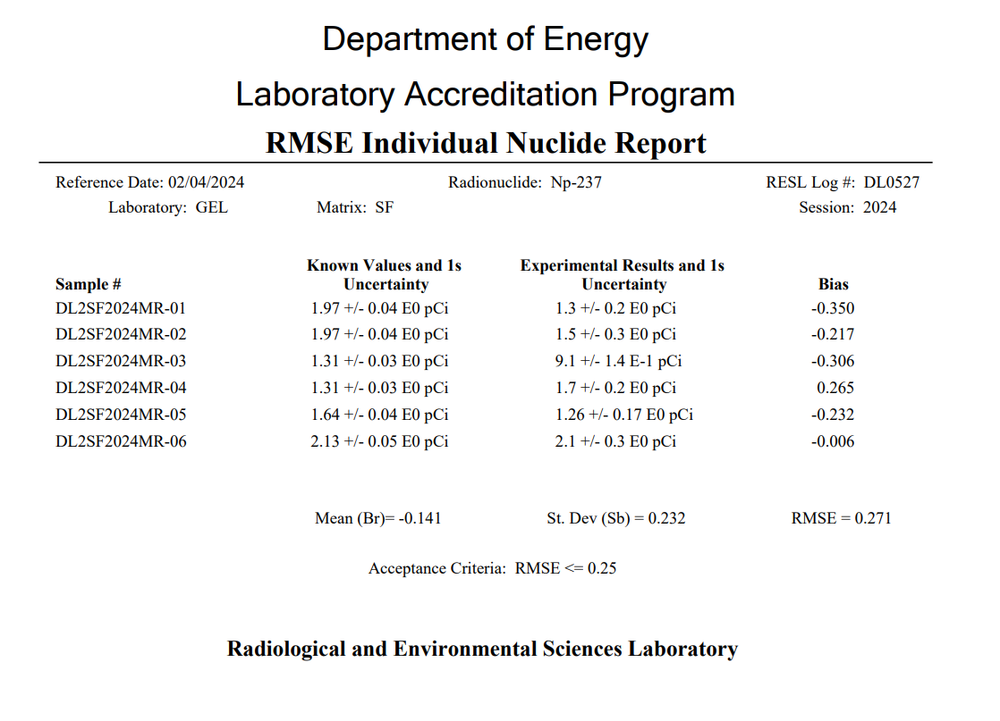 Department of Energy
Laboratory Accreditation Program
RMSE Individual Nuclide Report
Reference Date: 02/04/2024 Radionuclide: Np-237 RESL Log #: DL0527
Laboratory: GEL Matrix: SF Session: 2024
Known Values and 1s Experimental Results and 1s
Sample # Uncertainty Uncertainty Bias
DL2SF2024MR-01 1.97 +/- 0.04 E0 pCi 1.3 +/- 0.2 E0 pCi -0.350
DL2SF2024MR-02 1.97 +/- 0.04 E0 pCi 1.5 +/- 0.3 E0 pCi -0.217
DL2SF2024MR-03 1.31 +/- 0.03 E0 pCi 9.1 +/- 1.4 E-1 pCi -0.306
DL2SF2024MR-04 1.31 +/- 0.03 E0 pCi 1.7 +/- 0.2 E0 pCi 0.265
DL2SF2024MR-05 1.64 +/- 0.04 E0 pCi 1.26 +/- 0.17 E0 pCi -0.232
DL2SF2024MR-06 2.13 +/- 0.05 E0 pCi 2.1 +/- 0.3 E0 pCi -0.006
Mean (Br)= -0.141 St. Dev (Sb) = 0.232 RMSE = 0.271
Acceptance Criteria: RMSE <= 0.25
Radiological and Environmental Sciences Laboratory